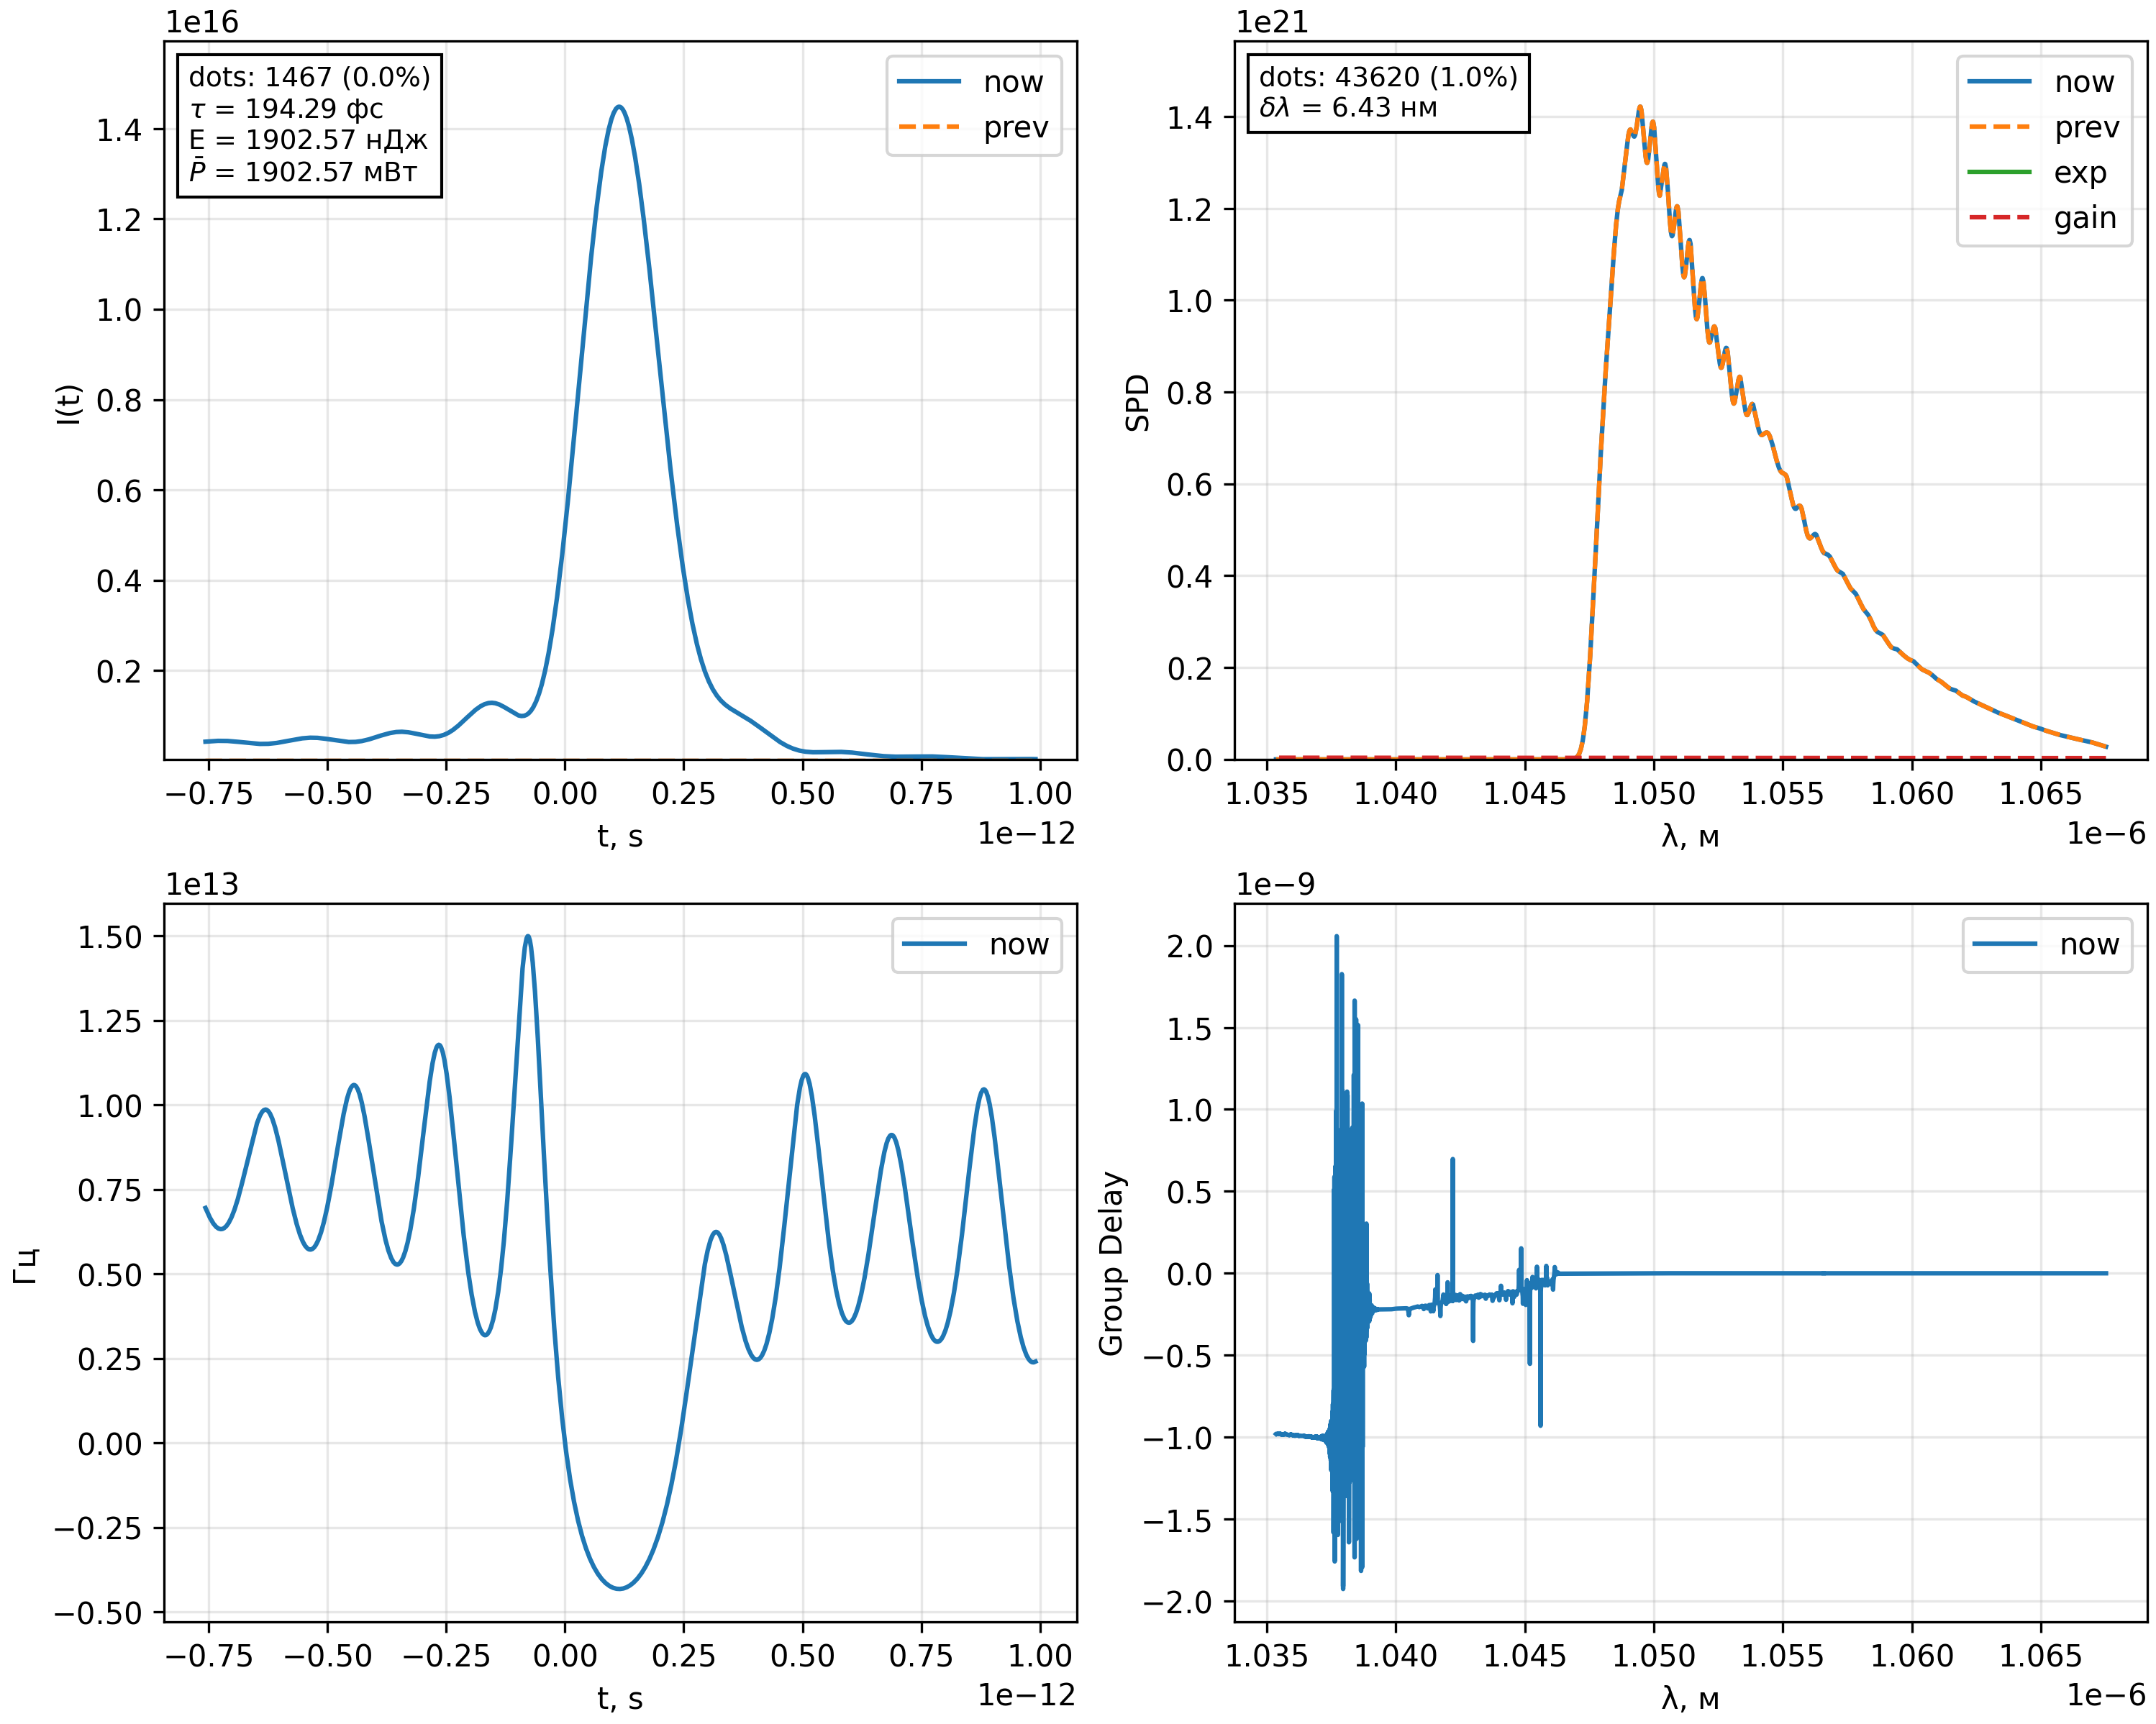 1e16
dots: 1467 (0.0%)
τ = 194.29 фс
E = 1902.57 нДж
P̄ = 1902.57 мВт
now
prev
I(t)
1.4
1.2
1.0
0.8
0.6
0.4
0.2
−0.75 −0.50 −0.25 0.00 0.25 0.50 0.75 1.00
t, s
1e−12
1e21
dots: 43620 (1.0%)
δλ = 6.43 нм
now
prev
exp
gain
SPD
1.4
1.2
1.0
0.8
0.6
0.4
0.2
0.0
1.035 1.040 1.045 1.050 1.055 1.060 1.065
λ, м
1e−6
1e13
now
Гц
1.50
1.25
1.00
0.75
0.50
0.25
0.00
−0.25
−0.50
−0.75 −0.50 −0.25 0.00 0.25 0.50 0.75 1.00
t, s
1e−12
1e−9
now
Group Delay
2.0
1.5
1.0
0.5
0.0
−0.5
−1.0
−1.5
−2.0
1.035 1.040 1.045 1.050 1.055 1.060 1.065
λ, м
1e−6